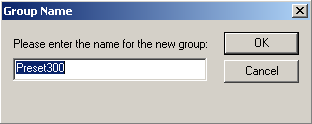 Group Name
Please enter the name for the new group:
OK
Preset300
Cancel